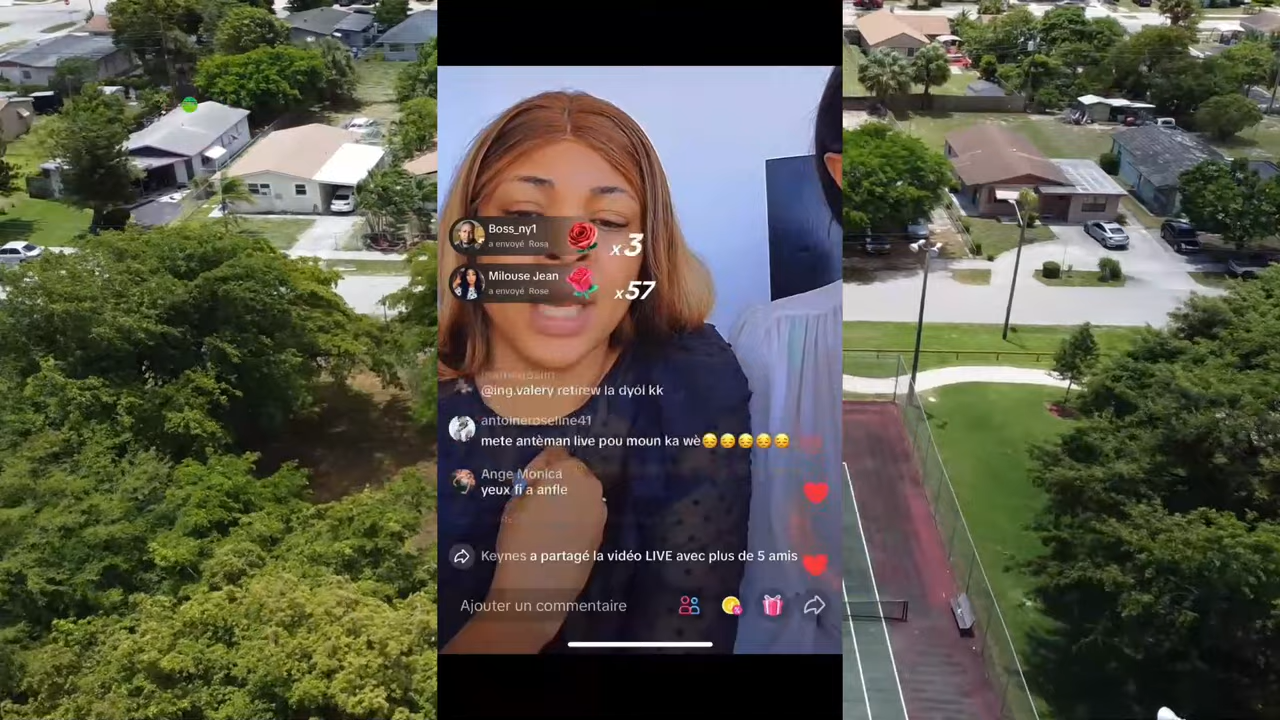 Boss_ny1
a envoyé Rosa
x3
Milouse Jean
a envoyé Rose
x57
@ing.valery retirew la dyól kk
antoineroseline41
mete antèman live pou moun ka wè😔😔😔😔😔
Ange Monica
yeux fi a anfle
Keynes a partagé la vidéo LIVE avec plus de 5 amis
Ajouter un commentaire